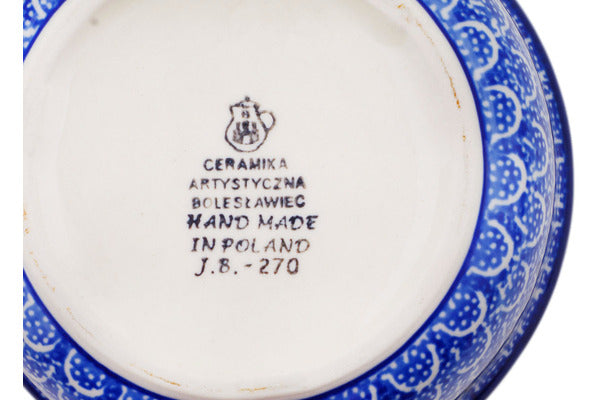 CERAMIKA
ARTYSTYCZNA
BOLESŁAWIEC
HAND MADE
IN POLAND
J.B.-270